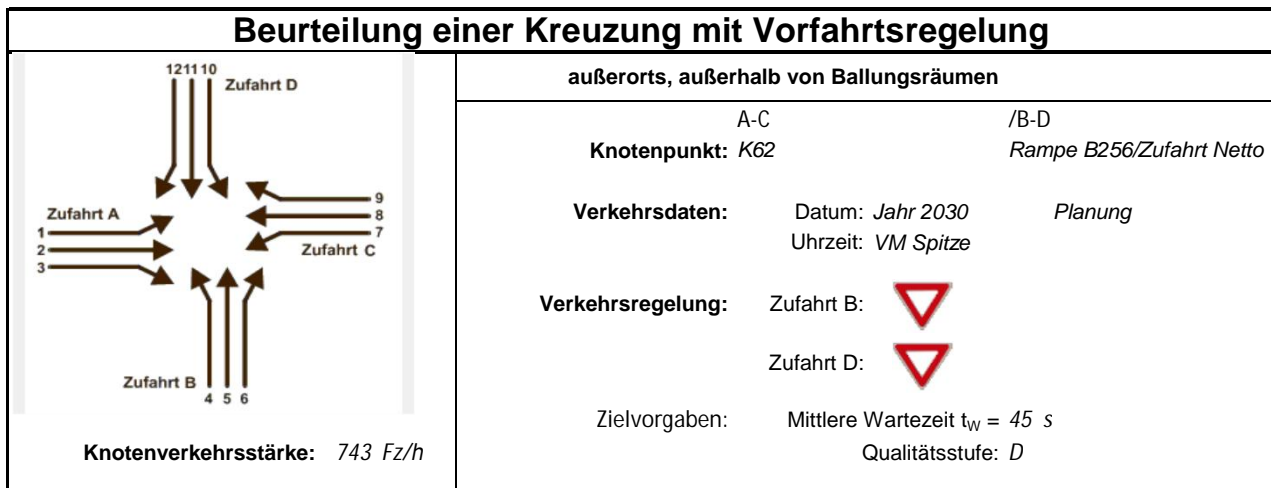 Beurteilung einer Kreuzung mit Vorfahrtsregelung
121110
Zufahrt D
9
8
7
Zufahrt C
Zufahrt A
1
2
3
Zufahrt B
4 5 6
Knotenverkehrsstärke: 743 Fz/h
außerorts, außerhalb von Ballungsräumen
A-C /B-D
Knotenpunkt: K62 Rampe B256/Zufahrt Netto
Verkehrsdaten: Datum: Jahr 2030 Planung
Uhrzeit: VM Spitze
Verkehrsregelung: Zufahrt B:
Zufahrt D:
Zielvorgaben: Mittlere Wartezeit tW = 45 s
Qualitätsstufe: D